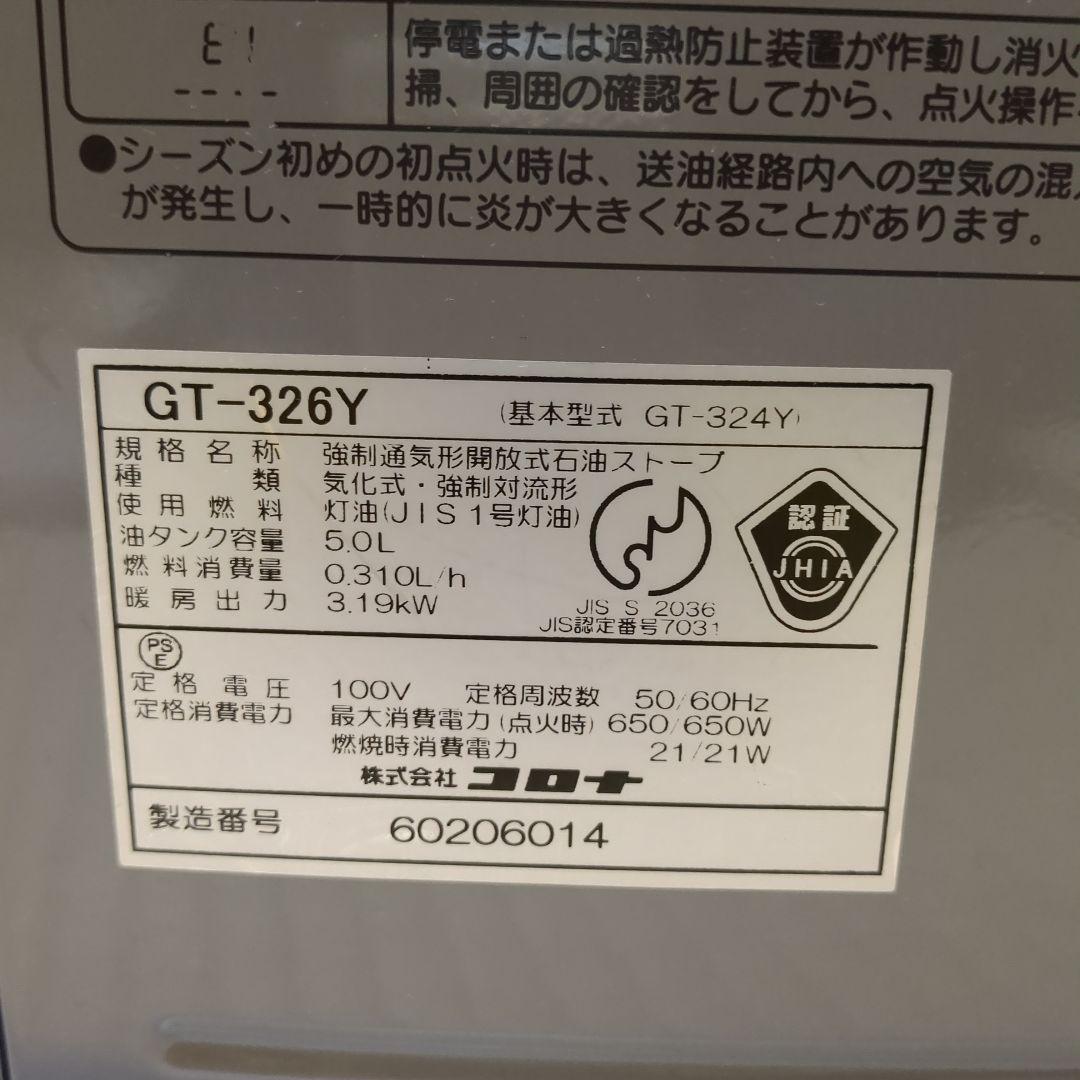 E
停電または過熱防止装置が作動し消火
掃、周囲の確認をしてから、点火操作
●シーズン初めの初点火時は、送油経路内への空気の混
が発生し、一時的に炎が大きくなることがあります。
GT-326Y (基本型式 GT-324Y)
規格名称 強制通気形開放式石油ストーブ
種類 気化式・強制対流形
使用燃料 灯油(JIS1号灯油)
油タンク容量 5.0L
燃料消費量 0.310L/h
暖房出力 3.19kW
認証
JHIA
JIS S 2036
JIS認定番号7031
PS
E
定格電圧 100V 定格周波数 50/60Hz
定格消費電力 最大消費電力(点火時) 650/650W
燃焼時消費電力 21/21W
株式会社 コロナ
製造番号 60206014